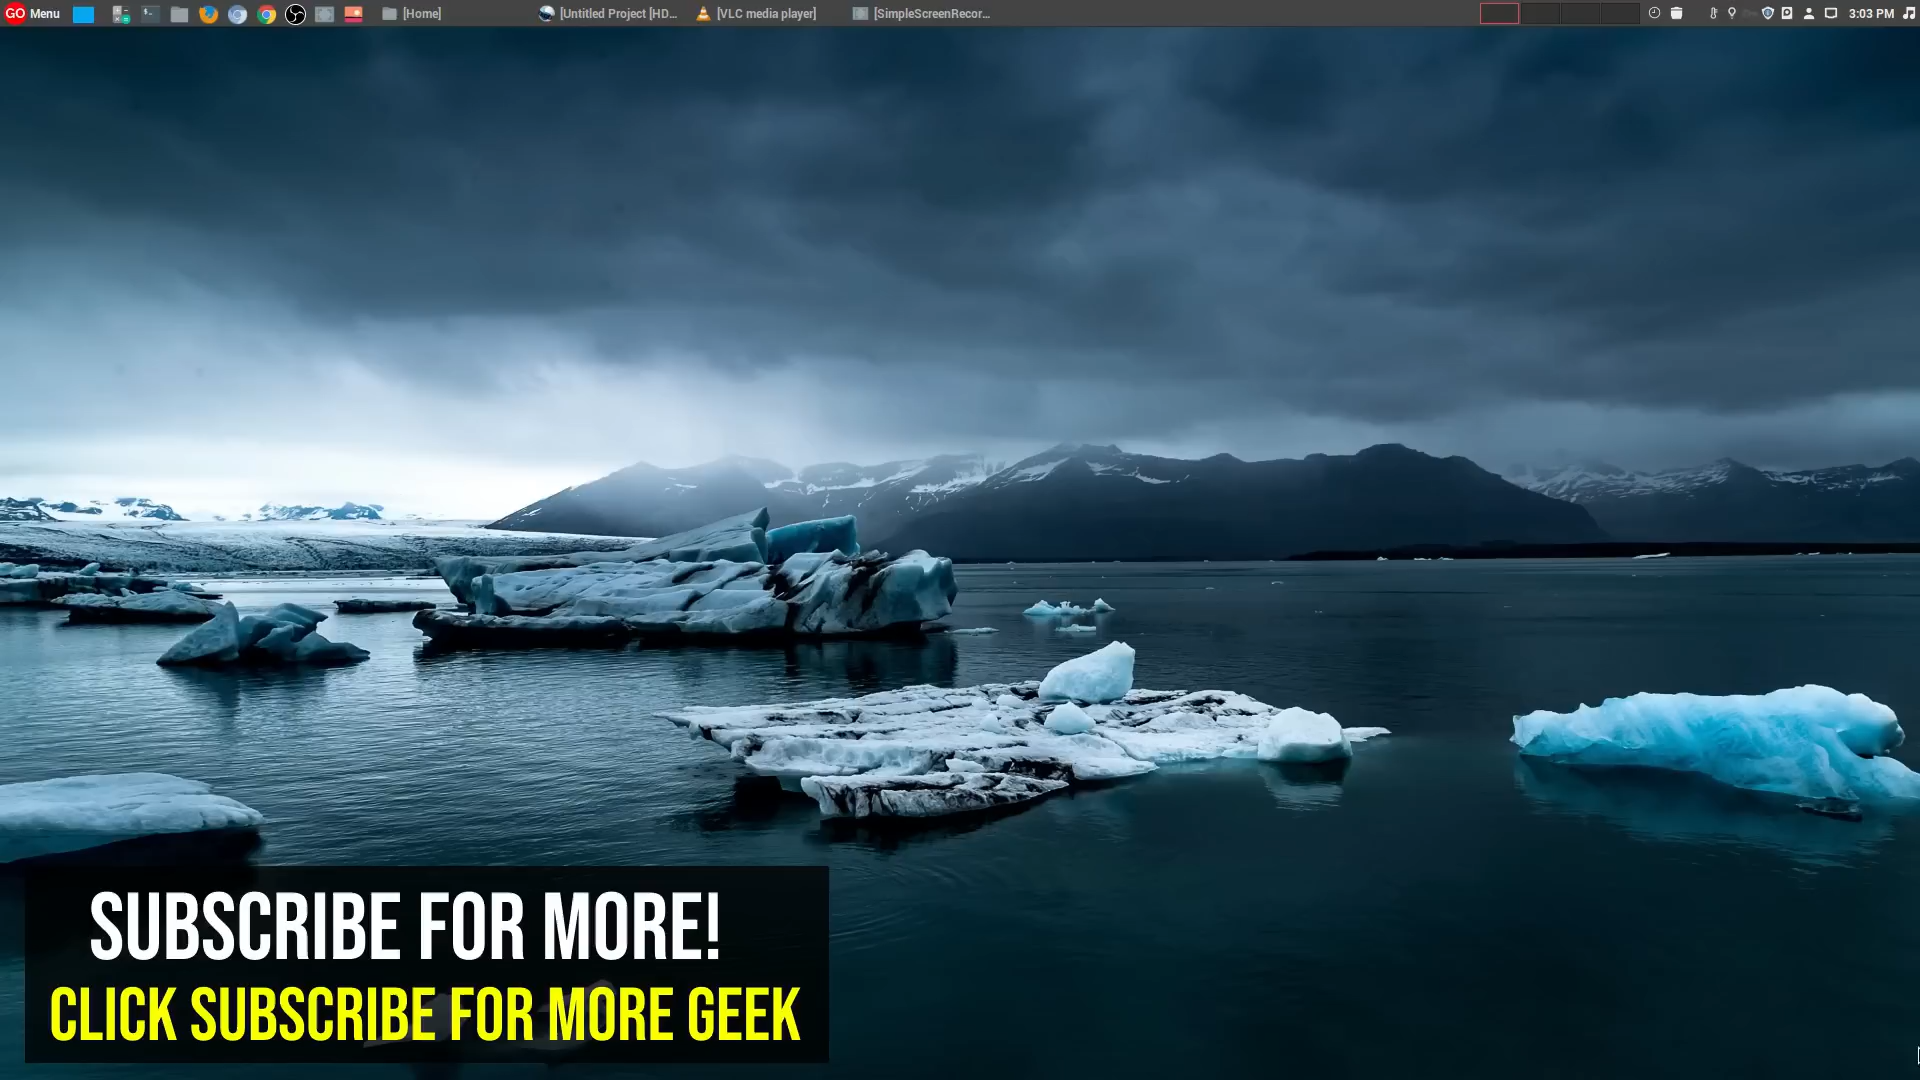 GO Menu
[Home]
[Untitled Project [HD...
[VLC media player]
[SimpleScreenRecor...
3:03 PM
SUBSCRIBE FOR MORE!
CLICK SUBSCRIBE FOR MORE GEEK